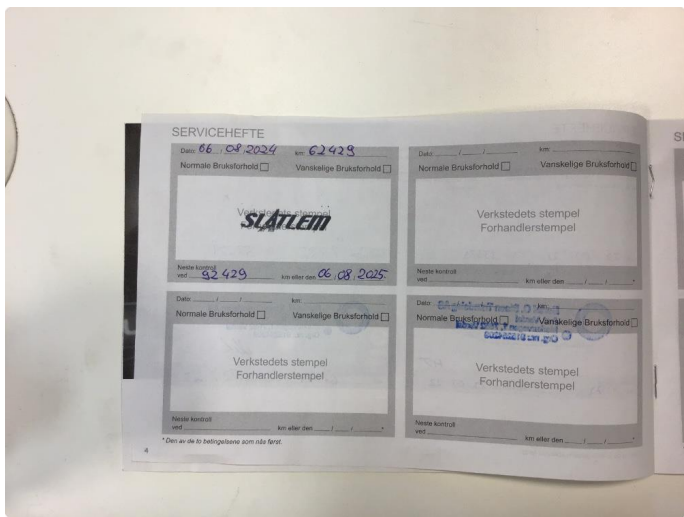 SERVICEHEFTE
Dato: 06 / 08.2024 km: 62429
Normale Bruksforhold Vanskelige Bruksforhold
Verkstedets stempel
SLATLEM
Neste kontroll
ved 92 429 km eller den 06 / 08 / 2025
Dato: / / km:
Normale Bruksforhold Vanskelige Bruksforhold
Verkstedets stempel
Forhandlerstempel
Neste kontroll
ved km eller den / / *
Dato: / / km:
Normale Bruksforhold Vanskelige Bruksforhold
Verkstedets stempel
Forhandlerstempel
Neste kontroll
ved km eller den / / *
Dato: km:
Normale Bruksforhold Vanskelige Bruksforhold
Verkstedets stempel
Forhandlerstempel
Neste kontroll
ved km eller den / / *
* Den av de to betingelsene som nås først.
4
S